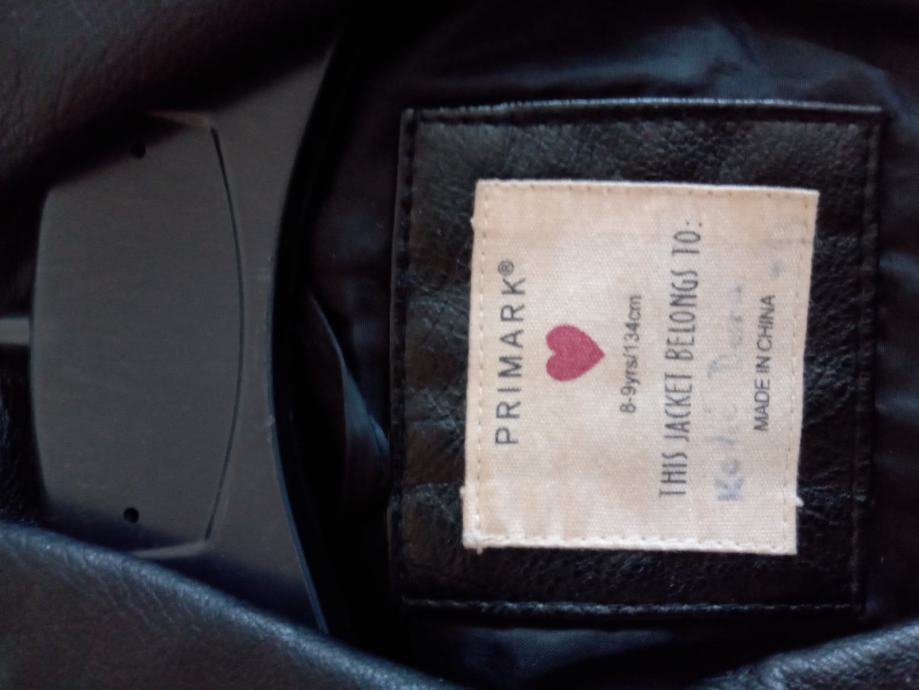 PRIMARK®
8-9yrs/134cm
THIS JACKET BELONGS TO:
MADE IN CHINA